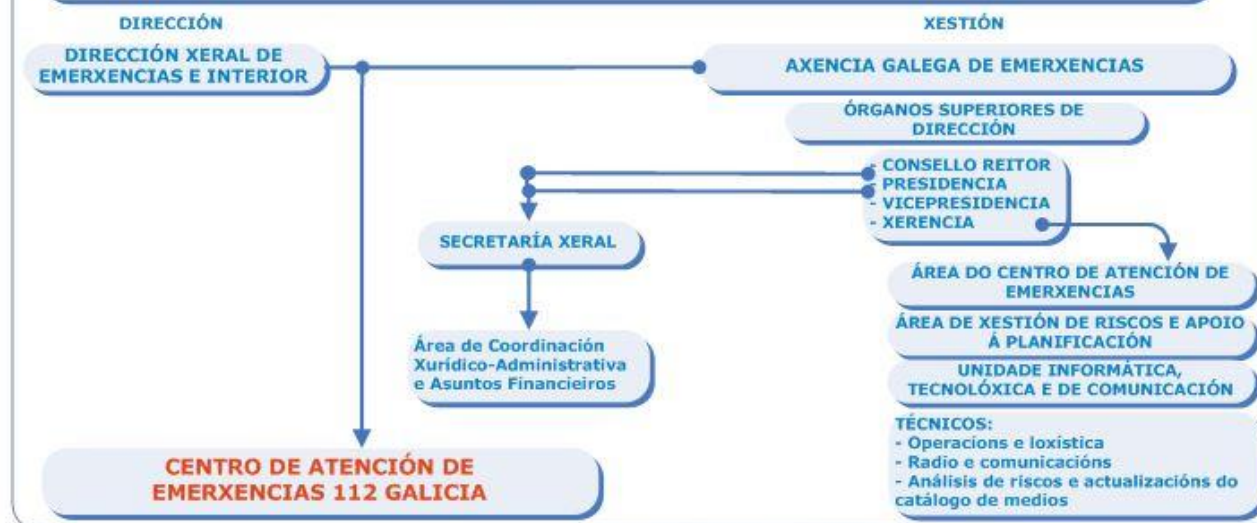 DIRECCIÓN
XESTIÓN
DIRECCIÓN XERAL DE
EMERXENCIAS E INTERIOR
AXENCIA GALEGA DE EMERXENCIAS
ÓRGANOS SUPERIORES DE
DIRECCIÓN
- CONSELLO REITOR
- PRESIDENCIA
- VICEPRESIDENCIA
- XERENCIA
SECRETARÍA XERAL
ÁREA DO CENTRO DE ATENCIÓN DE
EMERXENCIAS
ÁREA DE XESTIÓN DE RISCOS E APOIO
Á PLANIFICACIÓN
UNIDADE INFORMÁTICA,
TECNOLÓXICA E DE COMUNICACIÓN
Área de Coordinación
Xurídico-Administrativa
e Asuntos Financieiros
TÉCNICOS:
- Operacions e loxística
- Radio e comunicacións
- Análisis de riscos e actualizacións do
catálogo de medios
CENTRO DE ATENCIÓN DE
EMERXENCIAS 112 GALICIA